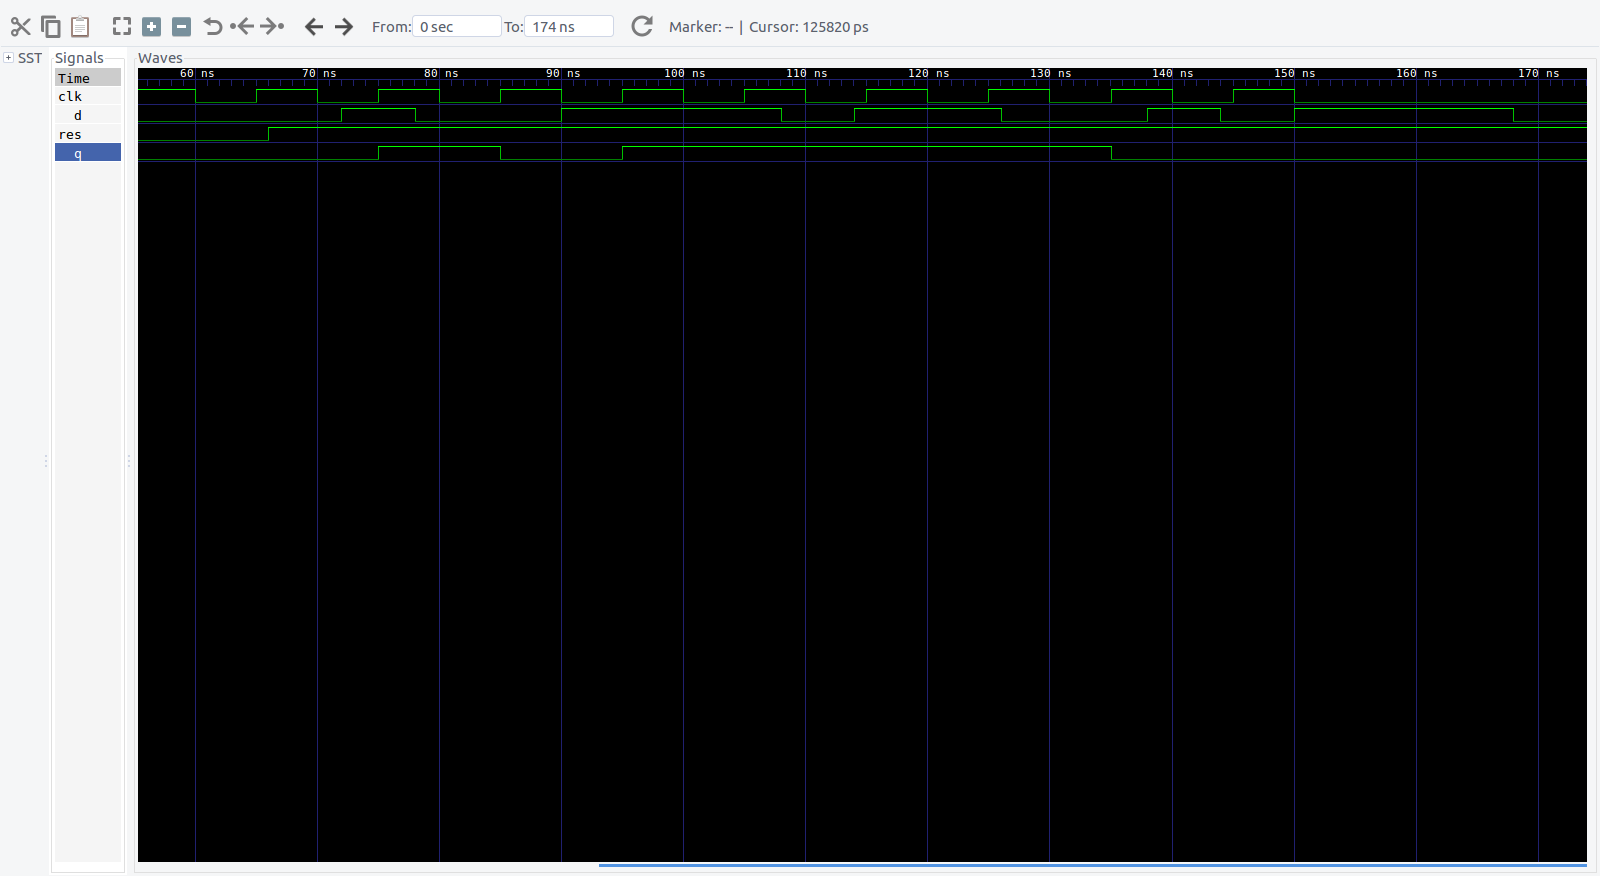 From: 0 sec To: 174 ns Marker: -- | Cursor: 125820 ps
SST
Signals
Waves
Time
60 ns 70 ns 80 ns 90 ns 100 ns 110 ns 120 ns 130 ns 140 ns 150 ns 160 ns 170 ns
clk
d
res
q